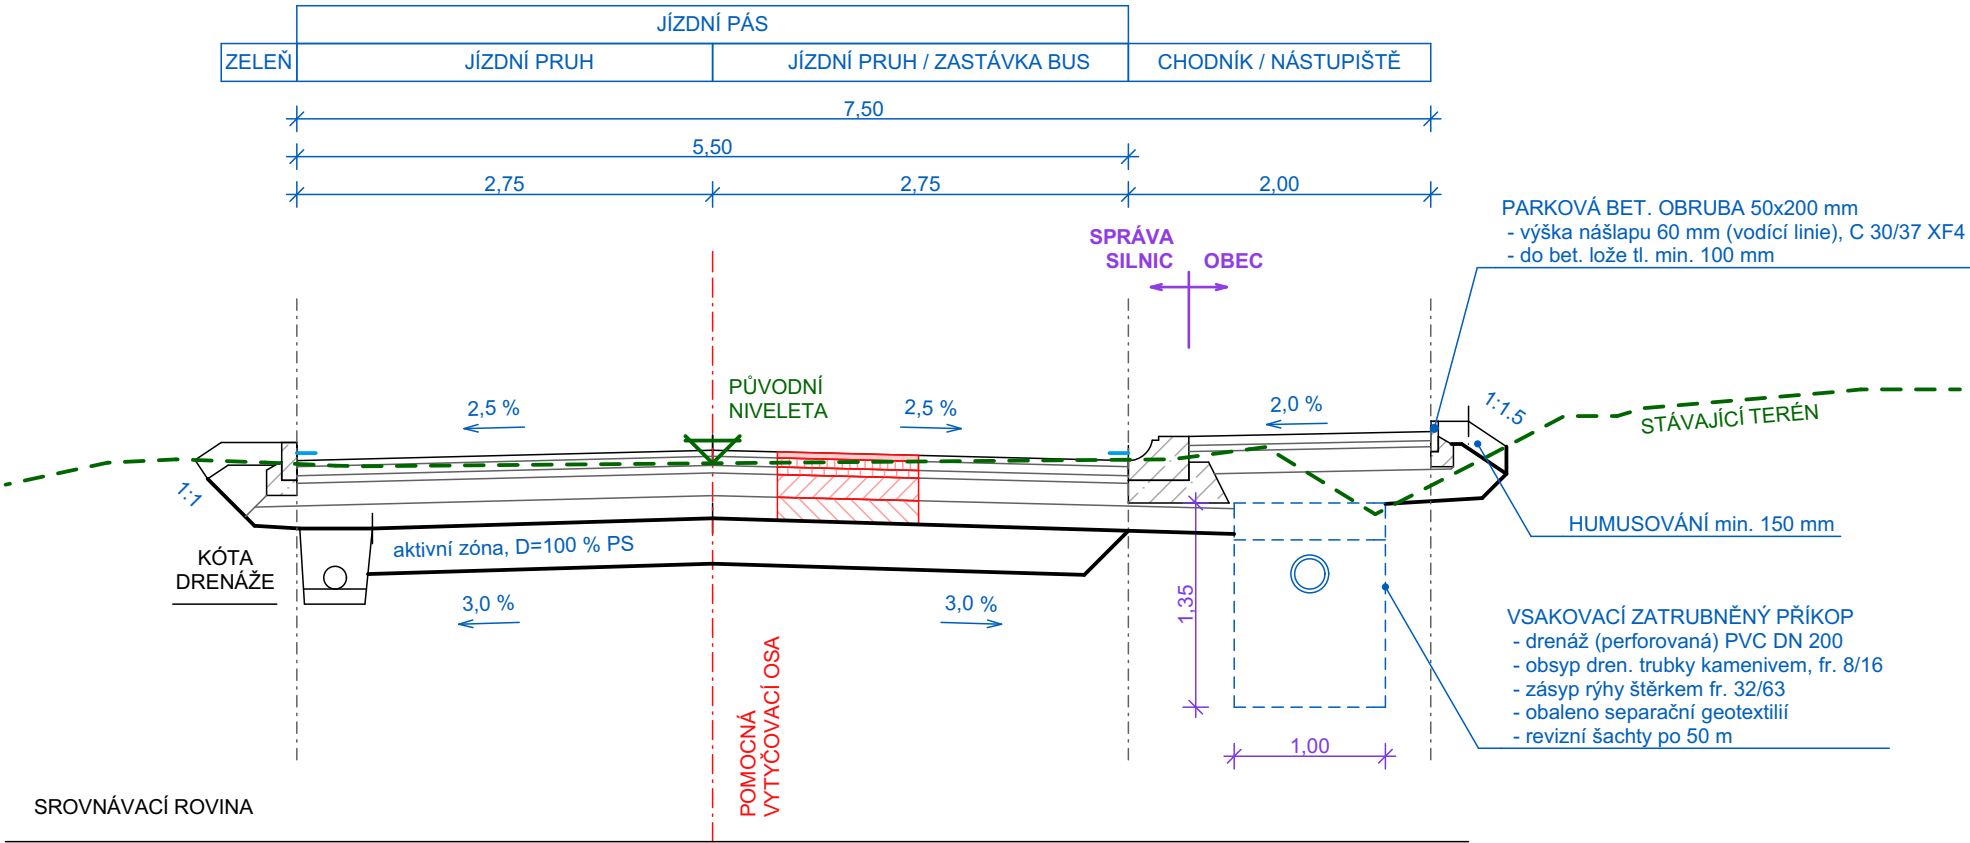 JÍZDNÍ PÁS
ZELEŇ
JÍZDNÍ PRUH
JÍZDNÍ PRUH / ZASTÁVKA BUS
CHODNÍK / NÁSTUPIŠTĚ
7,50
5,50
2,75
2,75
2,00
PARKOVÁ BET. OBRUBA 50x200 mm
- výška nášlapu 60 mm (vodící linie), C 30/37 XF4
- do bet. lože tl. min. 100 mm
SPRÁVA
SILNIC
OBEC
PŮVODNÍ
NIVELETA
2,5 %
2,5 %
2,0 %
1:1.5
STÁVAJÍCÍ TERÉN
1:1
HUMUSOVÁNÍ min. 150 mm
KÓTA
DRENÁŽE
aktivní zóna, D=100 % PS
3,0 %
3,0 %
1,35
VSAKOVACÍ ZATRUBNĚNÝ PŘÍKOP
- drenáž (perforovaná) PVC DN 200
- obsyp dren. trubky kamenivem, fr. 8/16
- zásyp rýhy štěrkem fr. 32/63
- obaleno separační geotextilií
- revizní šachty po 50 m
1,00
POMOCNÁ
VYTYČOVACÍ OSA
SROVNÁVACÍ ROVINA